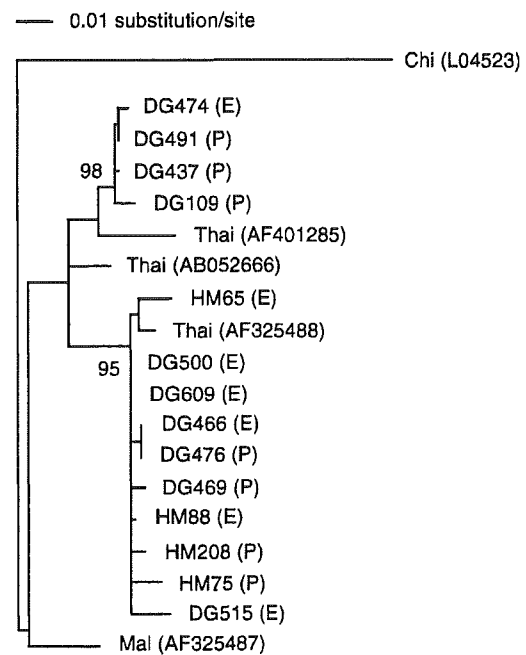 0.01 substitution/site
Chi (L04523)
DG474 (E)
DG491 (P)
98
DG437 (P)
DG109 (P)
Thai (AF401285)
Thai (AB052666)
HM65 (E)
Thai (AF325488)
95
DG500 (E)
DG609 (E)
DG466 (E)
DG476 (P)
DG469 (P)
HM88 (E)
HM208 (P)
HM75 (P)
DG515 (E)
Mal (AF325487)